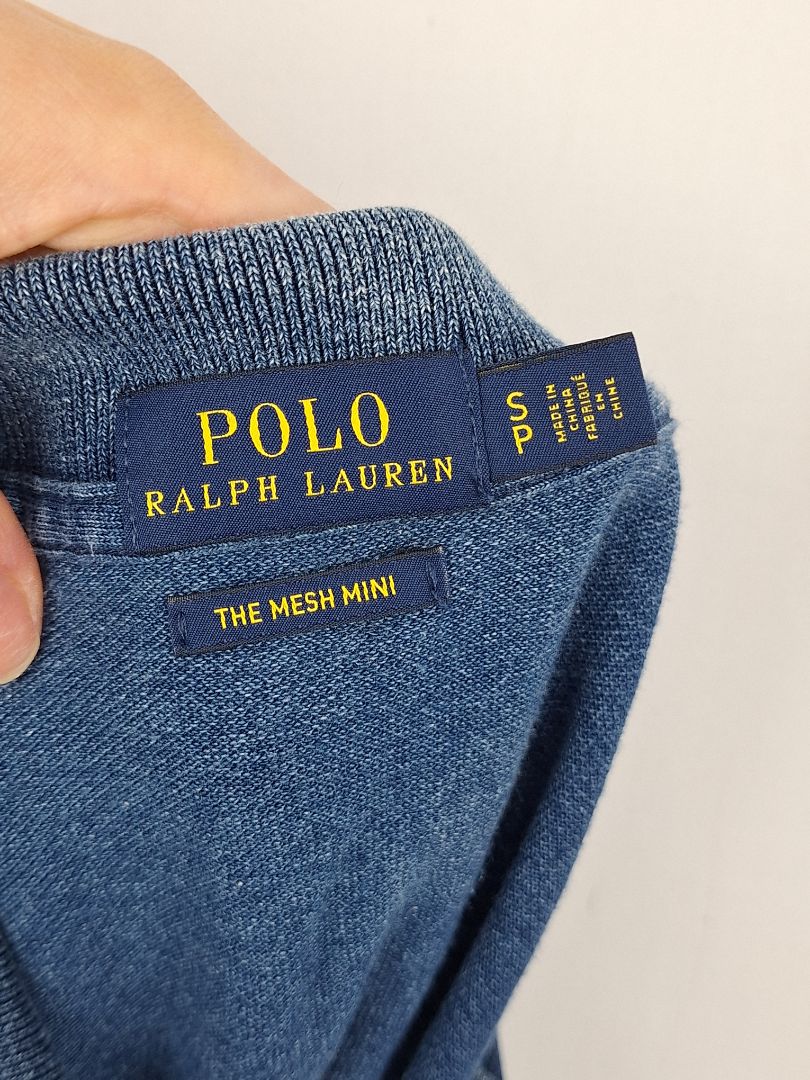 POLO
RALPH LAUREN
S
P
MADE IN
CHINA
FABRIQUÉ
EN
CHINE
THE MESH MINI